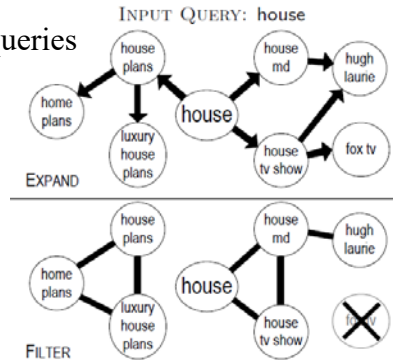 INPUT QUERY: house
ueries
house
plans
house
md
hugh
laurie
home
plans
house
luxury
house
plans
house
tv show
fox tv
EXPAND
house
plans
house
md
hugh
laurie
home
plans
house
luxury
house
plans
house
tv show
fox tv
FILTER